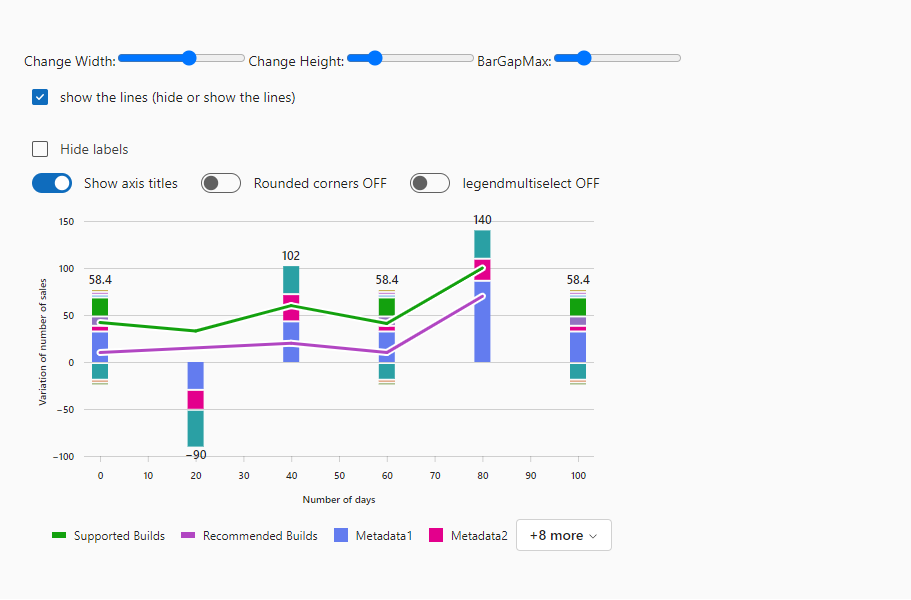 Change Width: Change Height: BarGapMax:
show the lines (hide or show the lines)
Hide labels
Show axis titles Rounded corners OFF legendmultiselect OFF
150
100
50
0
−50
−100
Variation of number of sales
58.4
−90
102
58.4
140
58.4
0 10 20 30 40 50 60 70 80 90 100
Number of days
Supported Builds Recommended Builds Metadata1 Metadata2 +8 more